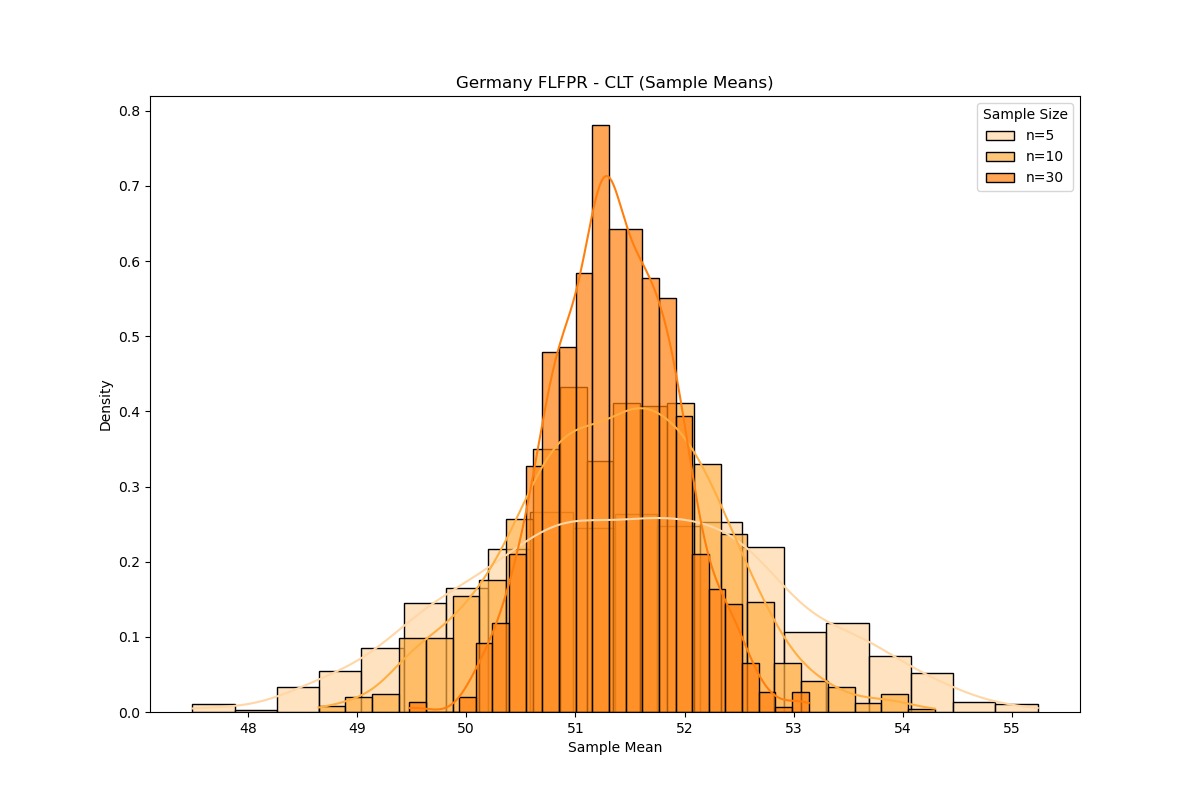 Germany FLFPR - CLT (Sample Means)
Sample Size
n=5
n=10
n=30
Density
0.8
0.7
0.6
0.5
0.4
0.3
0.2
0.1
0.0
48 49 50 51 52 53 54 55
Sample Mean